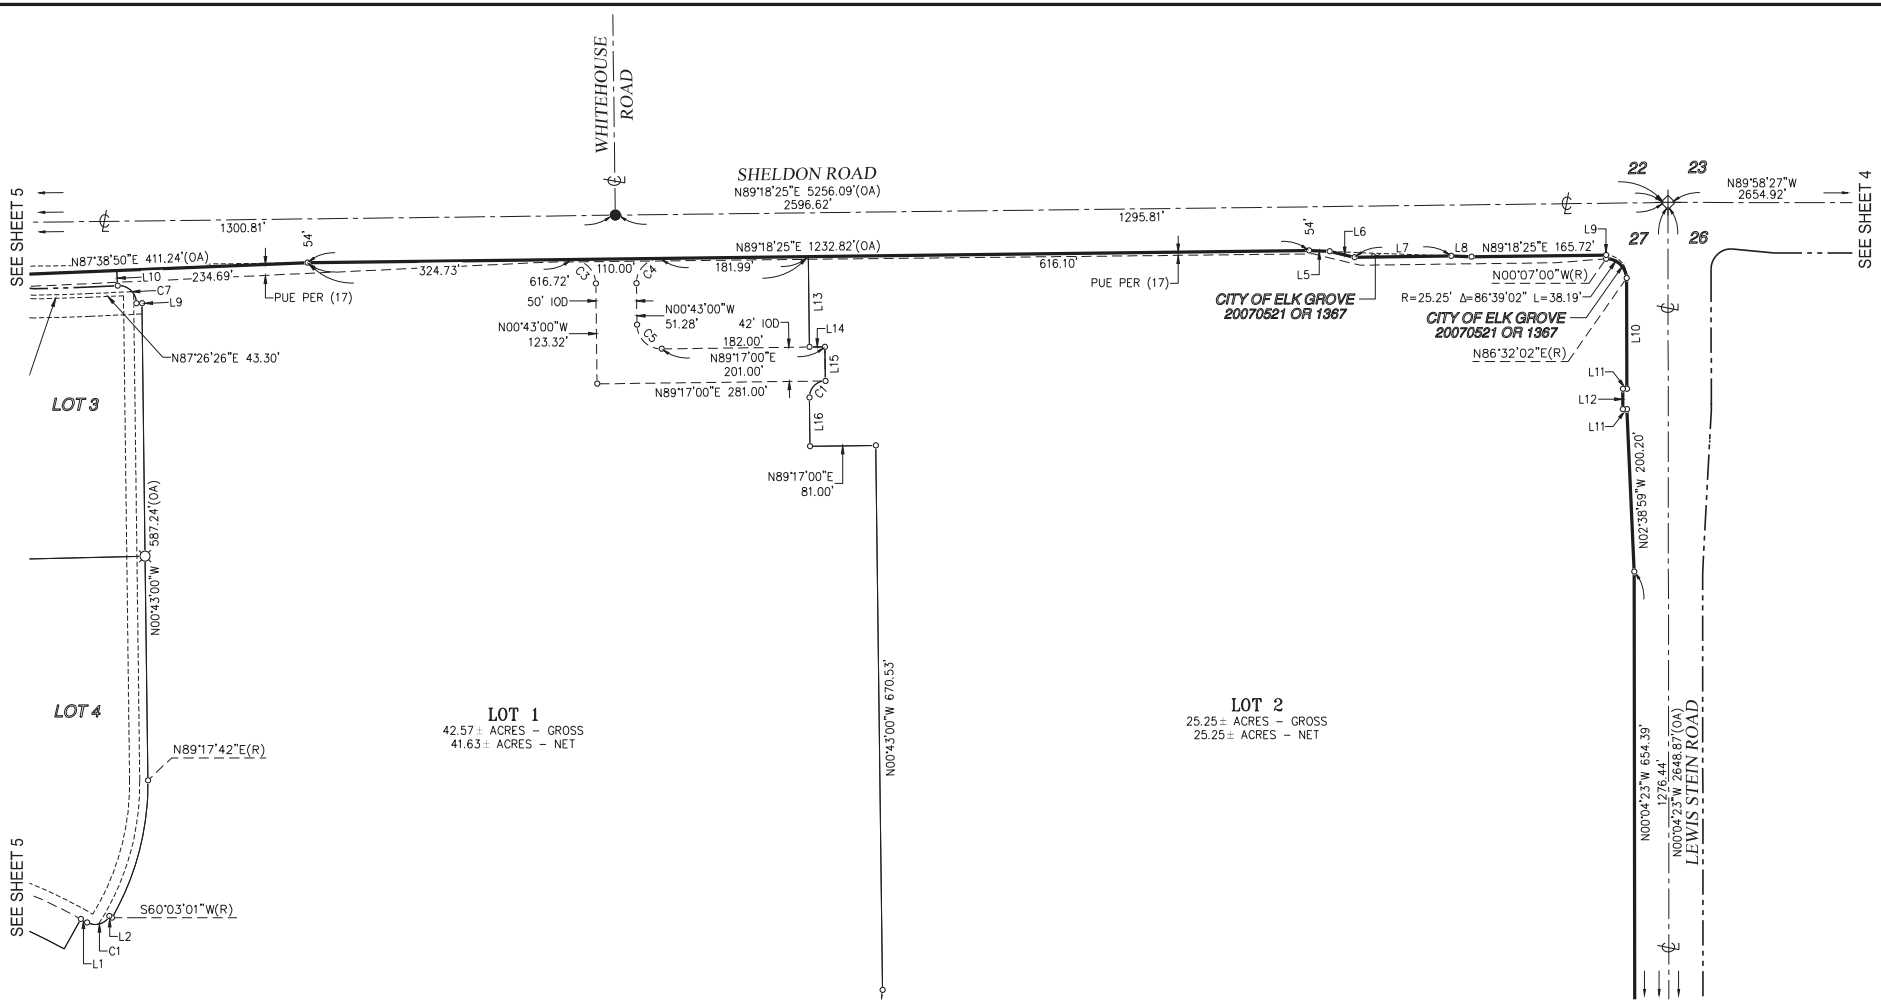 WHITEHOUSE
ROAD
SHELDON ROAD
N89°18'25"E 5256.09'(OA)
2596.62'
22
23
27
26
N89°58'27"W
2654.92'
SEE SHEET 4
SEE SHEET 5
℄
℄
℄
1300.81'
1295.81'
54'
54'
N87°38'50"E 411.24'(OA)
234.69'
L10
C7
L9
PUE PER (17)
324.73'
N89°18'25"E 1232.82'(OA)
C3
110.00'
C4
181.99'
616.72'
616.10'
PUE PER (17)
L5
L6
L7
L8
N89°18'25"E 165.72'
L9
N00°07'00"W(R)
CITY OF ELK GROVE
20070521 OR 1367
R=25.25' Δ=86°39'02" L=38.19'
CITY OF ELK GROVE
20070521 OR 1367
N86°32'02"E(R)
L10
℄
50' IOD
N00°43'00"W
51.28'
N00°43'00"W
123.32'
C5
42' IOD
L13
L14
182.00'
N89°17'00"E
201.00'
L15
N89°17'00"E 281.00'
C1
L16
N89°17'00"E
81.00'
N87°26'26"E 43.30'
LOT 3
L11
L12
L11
N02°38'59"W 200.20'
N00°43'00"W 587.24'(OA)
LOT 4
N89°17'42"E(R)
LOT 1
42.57± ACRES - GROSS
41.63± ACRES - NET
N00°43'00"W 670.53'
LOT 2
25.25± ACRES - GROSS
25.25± ACRES - NET
N00°04'23"W 654.39'
1276.44'
N00°04'23"W 2648.87'(OA)
LEWIS STEIN ROAD
℄
SEE SHEET 5
S60°03'01"W(R)
L2
C1
L1